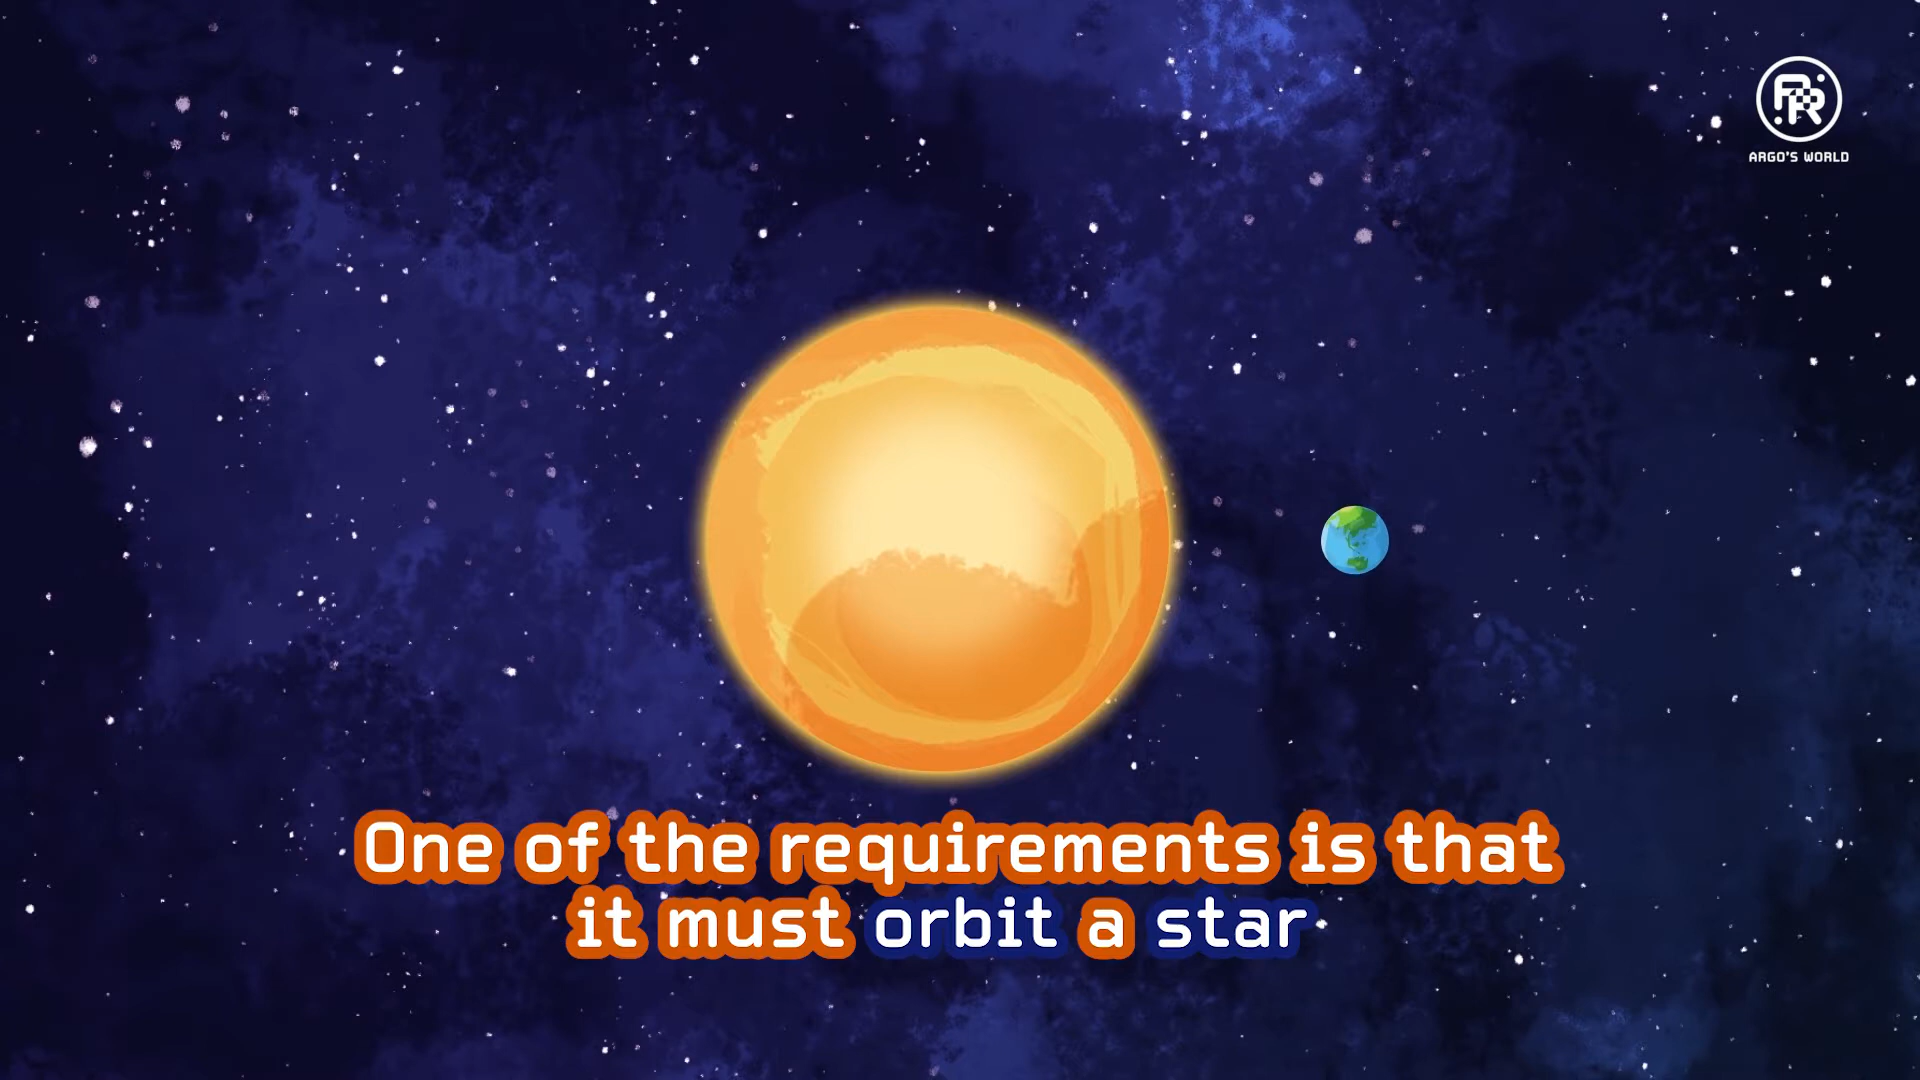 ARGO'S WORLD
One of the requirements is that
it must orbit a star